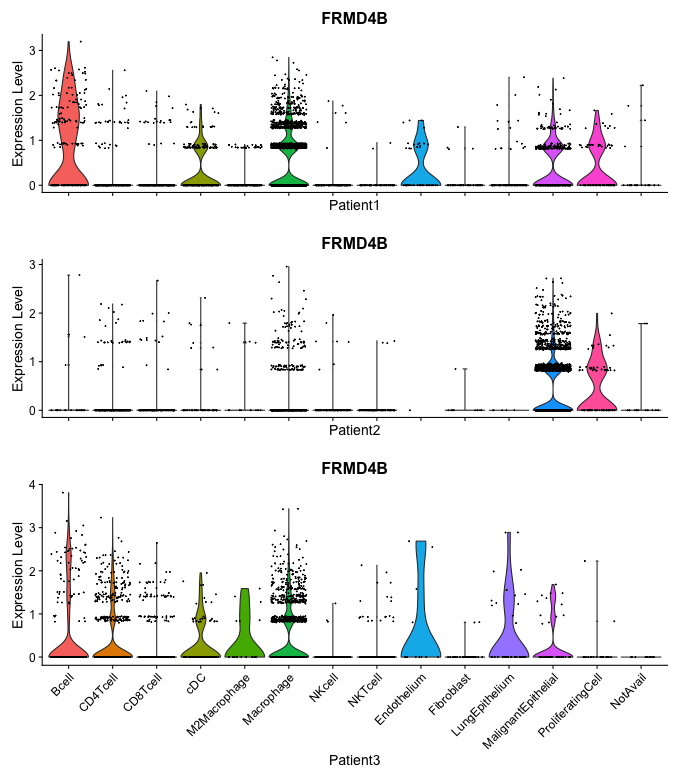 FRMD4B
Expression Level
3
2
1
0
Patient1
FRMD4B
Expression Level
3
2
1
0
Patient2
FRMD4B
Expression Level
4
3
2
1
0
Bcell
CD4Tcell
CD8Tcell
cDC
M2Macrophage
Macrophage
NKcell
NKTcell
Endothelium
Fibroblast
LungEpithelium
MalignantEpithelial
ProliferatingCell
NotAvail
Patient3